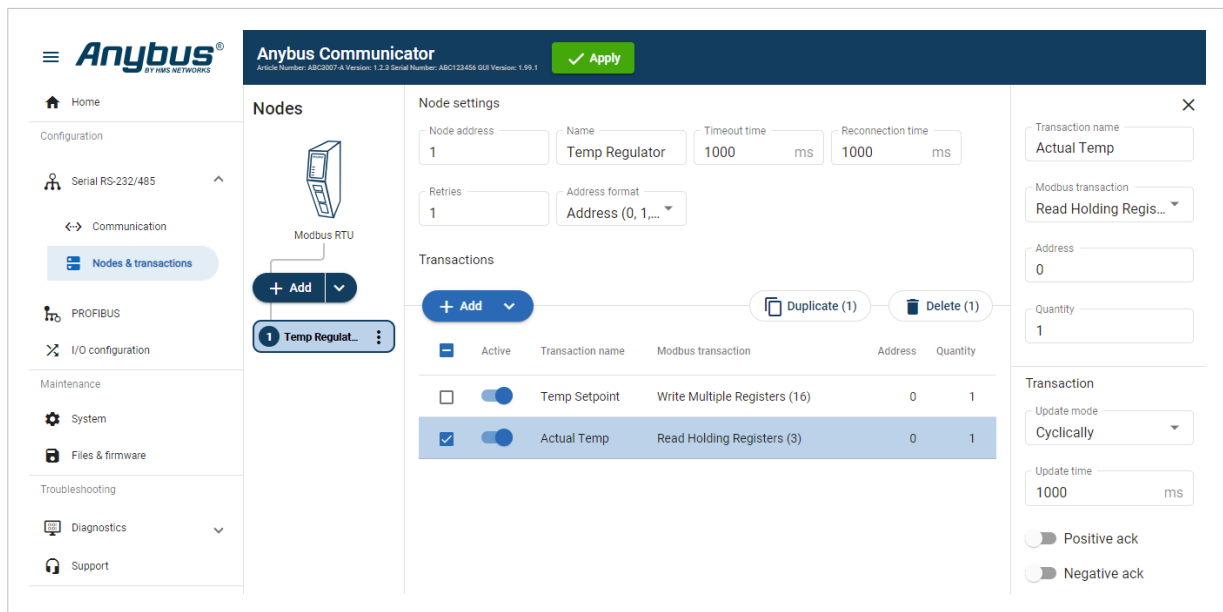 Anybus®
BY HMS NETWORKS
Home
Configuration
Serial RS-232/485
Communication
Nodes & transactions
PROFIBUS
I/O configuration
Maintenance
System
Files & firmware
Troubleshooting
Diagnostics
Support
Anybus Communicator
Article Number: ABC3007-A Version: 1.2.3 Serial Number: ABC123456 GUI Version: 1.99.1
Apply
Nodes
Modbus RTU
+ Add
1 Temp Regulat...
Node settings
Node address
1
Name
Temp Regulator
Timeout time
1000 ms
Reconnection time
1000 ms
Retries
1
Address format
Address (0, 1,...
Transactions
+ Add
Duplicate (1)
Delete (1)
Active Transaction name Modbus transaction Address Quantity
Temp Setpoint Write Multiple Registers (16) 0 1
Actual Temp Read Holding Registers (3) 0 1
Transaction name
Actual Temp
Modbus transaction
Read Holding Regis...
Address
0
Quantity
1
Transaction
Update mode
Cyclically
Update time
1000 ms
Positive ack
Negative ack